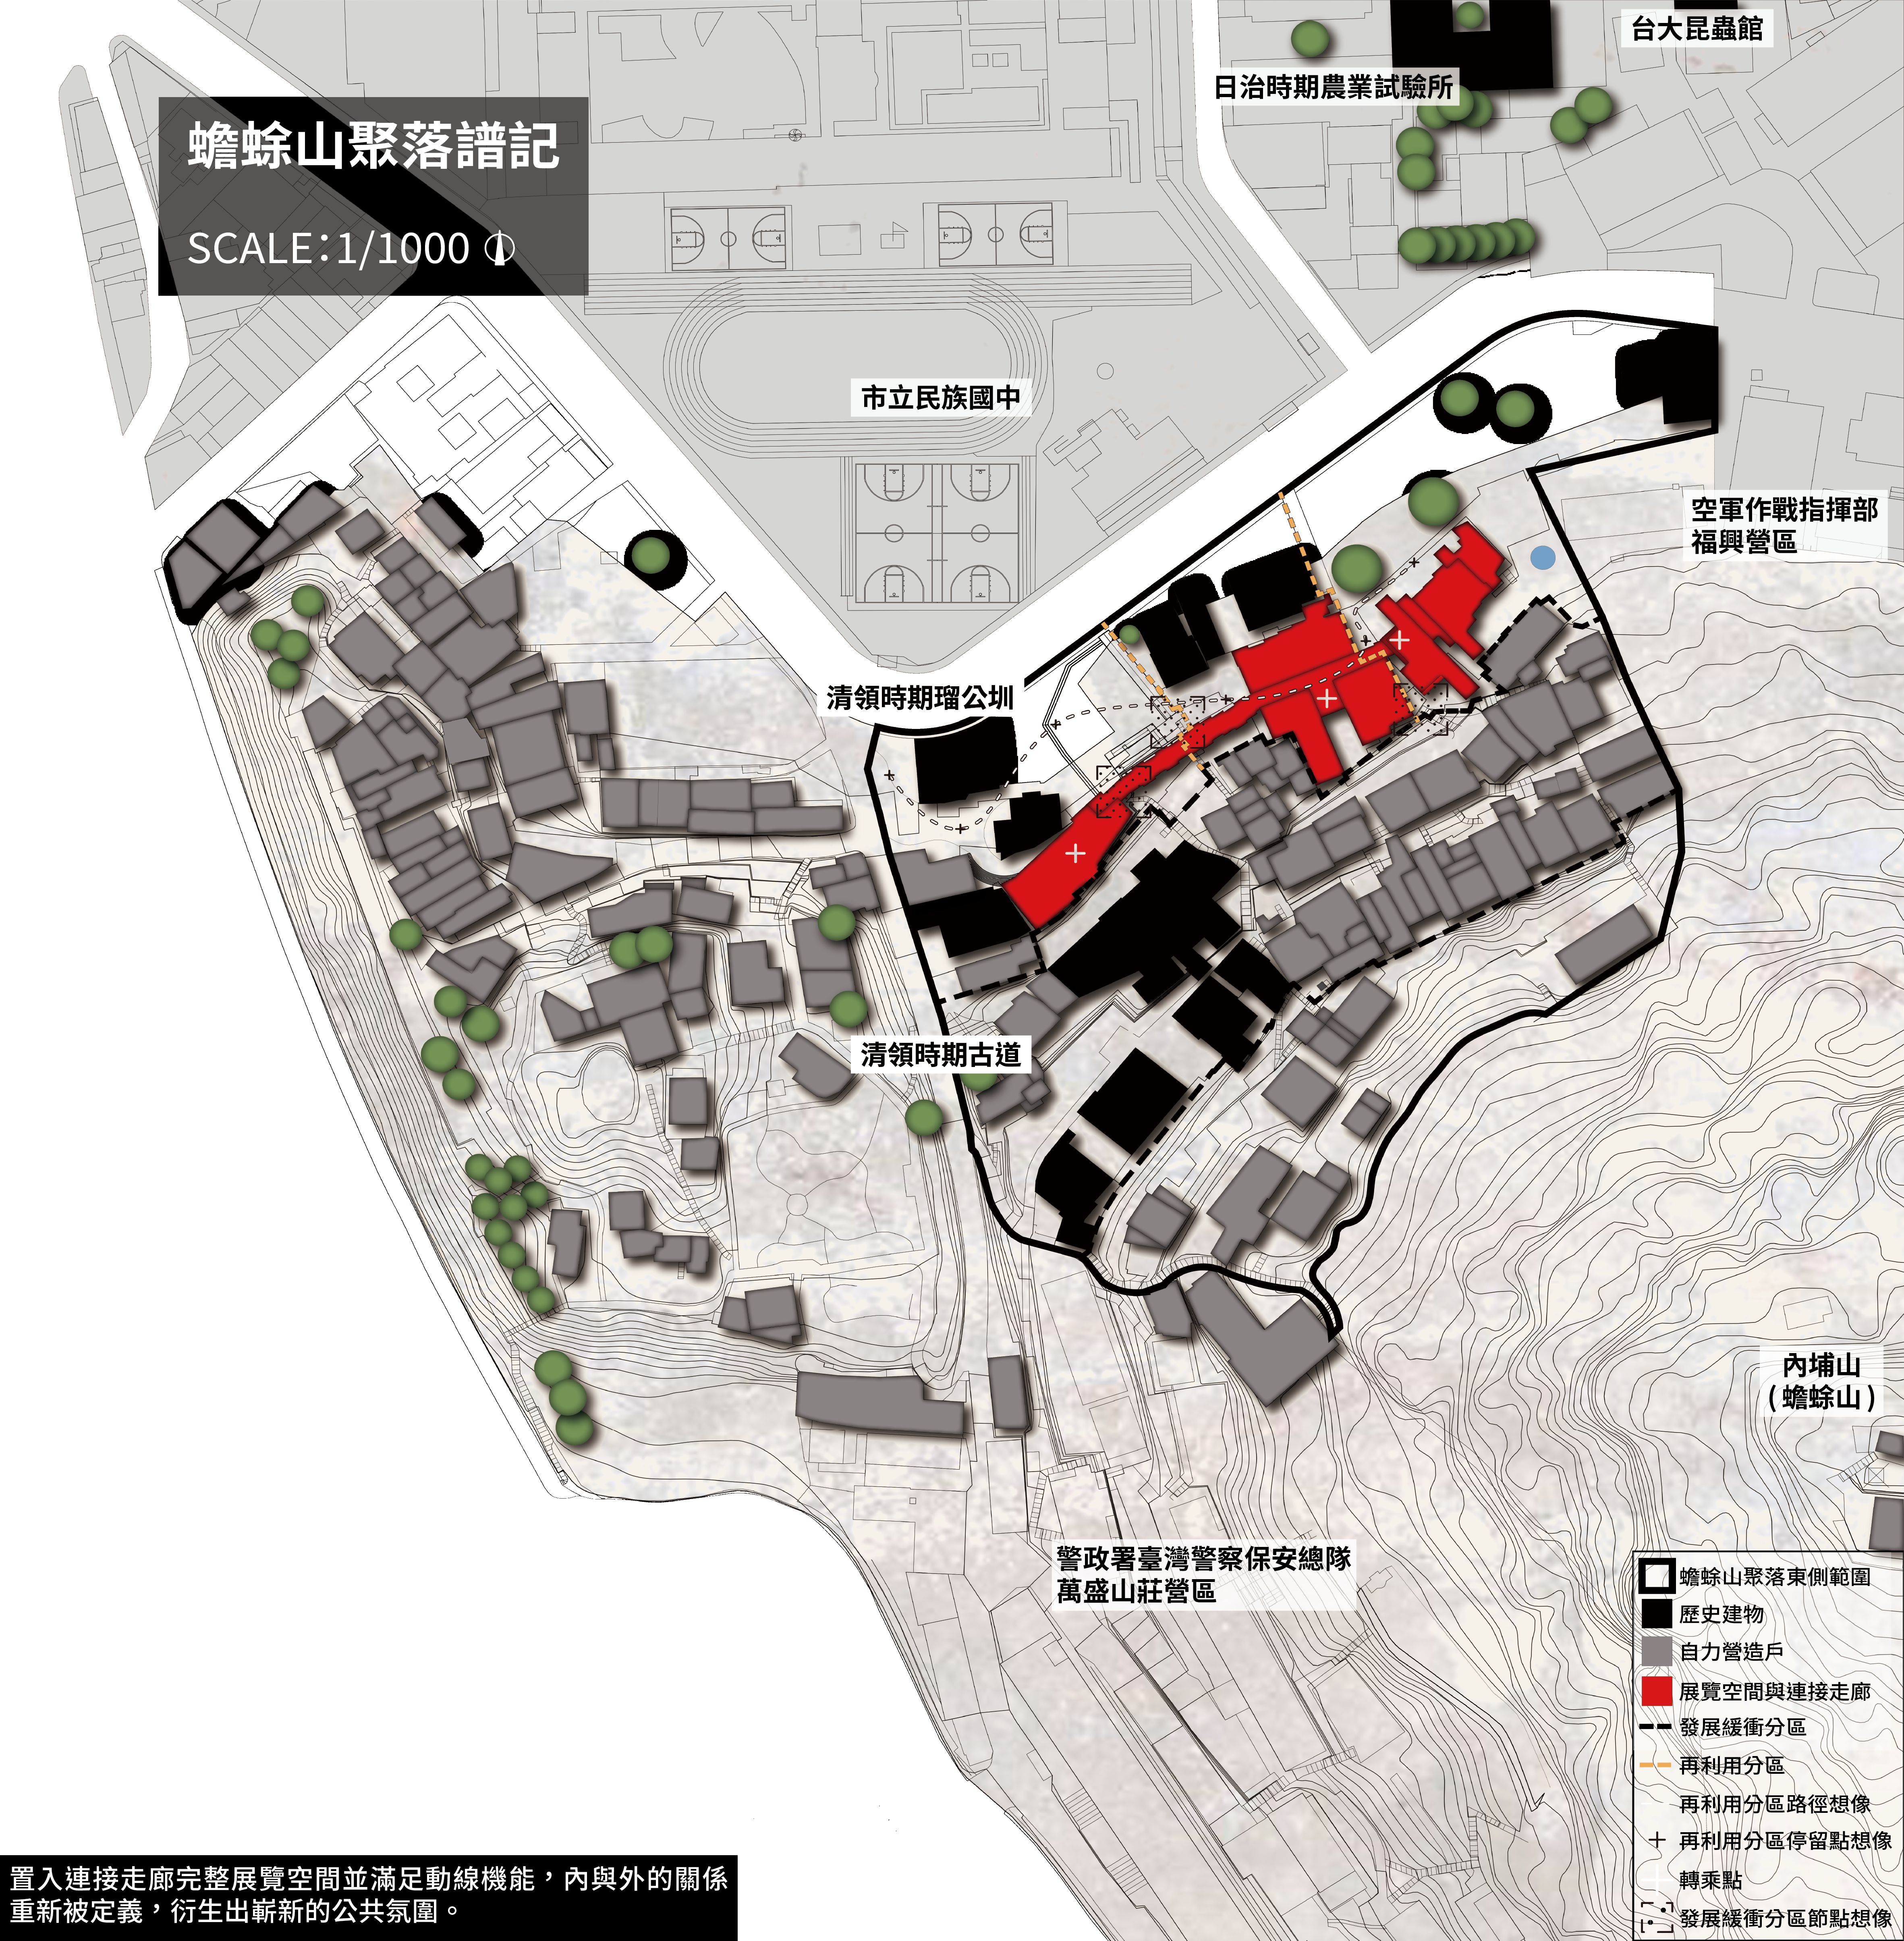 台大昆蟲館
日治時期農業試驗所
蟾蜍山聚落譜記
SCALE:1/1000
市立民族國中
空軍作戰指揮部
福興營區
清領時期瑠公圳
清領時期古道
內埔山
(蟾蜍山)
警政署臺灣警察保安總隊
萬盛山莊營區
蟾蜍山聚落東側範圍
歷史建物
自力營造戶
展覽空間與連接走廊
發展緩衝分區
再利用分區
再利用分區路徑想像
再利用分區停留點想像
轉乘點
發展緩衝分區節點想像
置入連接走廊完整展覽空間並滿足動線機能，內與外的關係
重新被定義，衍生出嶄新的公共氛圍。